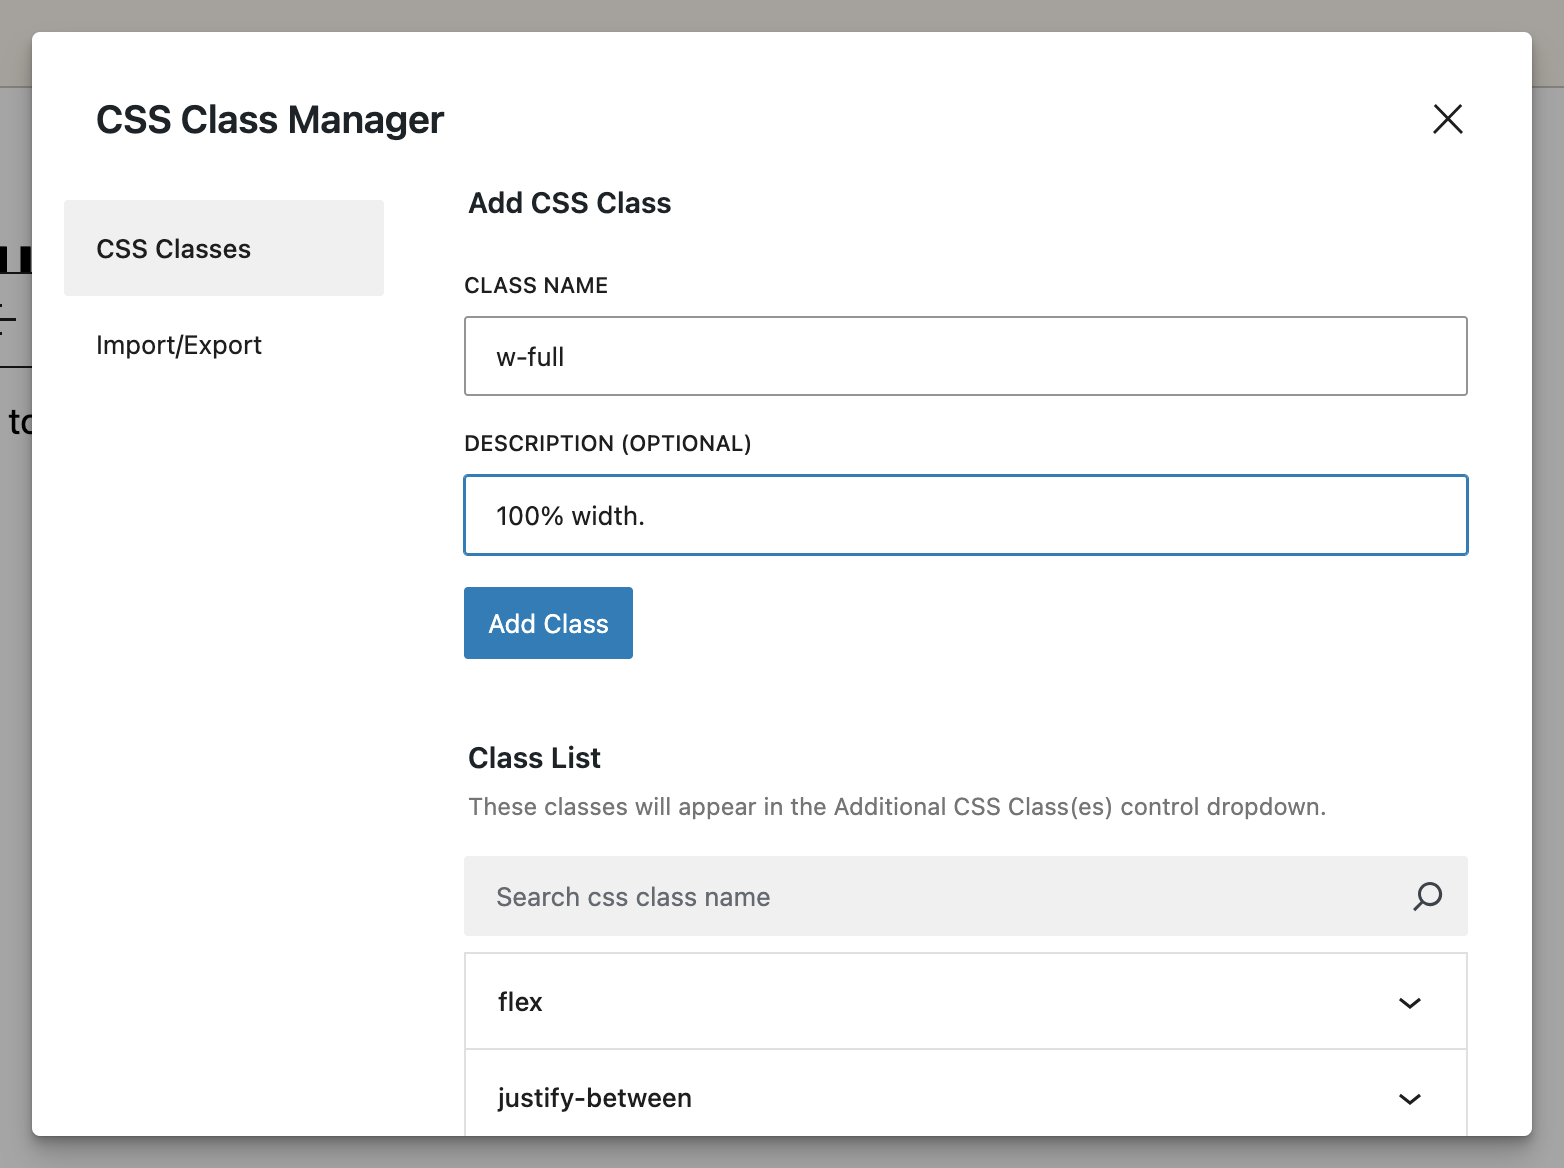 CSS Class Manager
CSS Classes
Import/Export
to
Add CSS Class
CLASS NAME
w-full
DESCRIPTION (OPTIONAL)
100% width.
Add Class
Class List
These classes will appear in the Additional CSS Class(es) control dropdown.
Search css class name
flex
justify-between